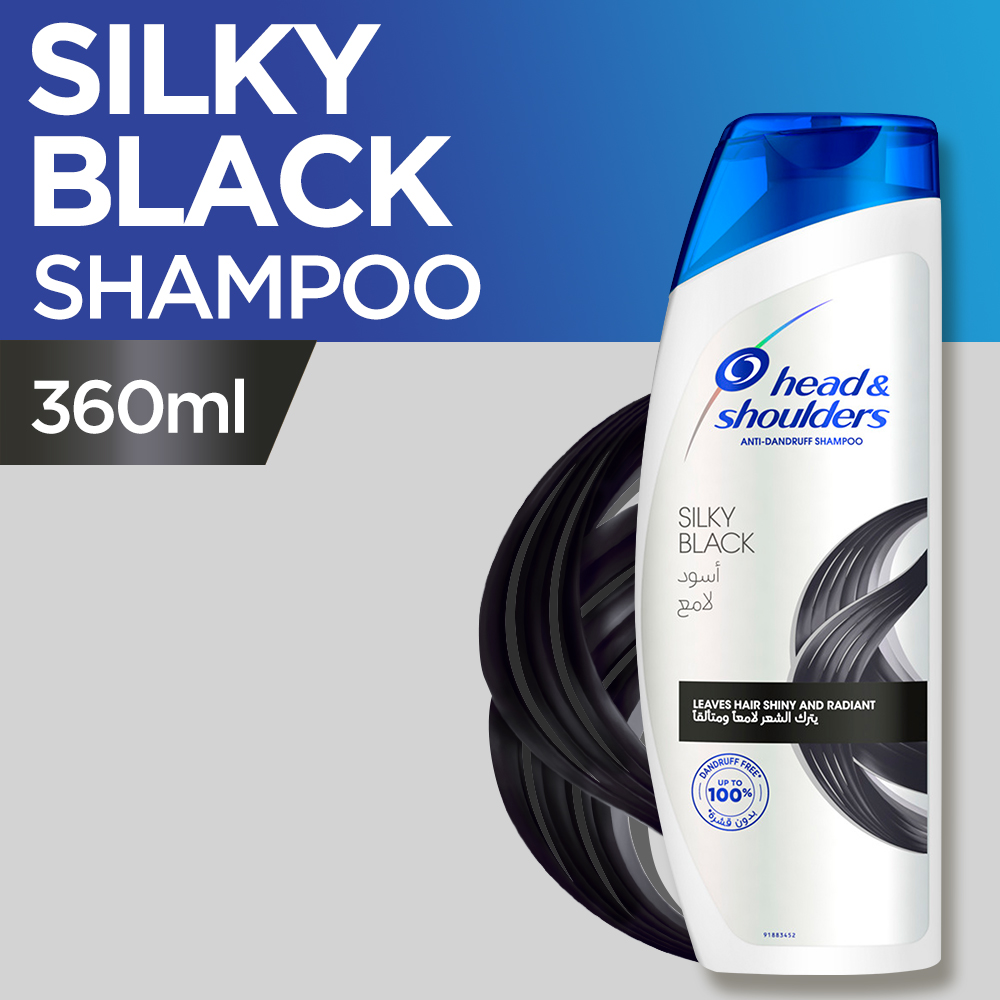 SILKY
BLACK
SHAMPOO
360ml
head &
shoulders
ANTI-DANDRUFF SHAMPOO
SILKY
BLACK
أسود
لامع
LEAVES HAIR SHINY AND RADIANT
يترك الشعر لامعاً ومتألقاً
DANDRUFF FREE*
UP TO
100%
بدون قشرة*
91883452